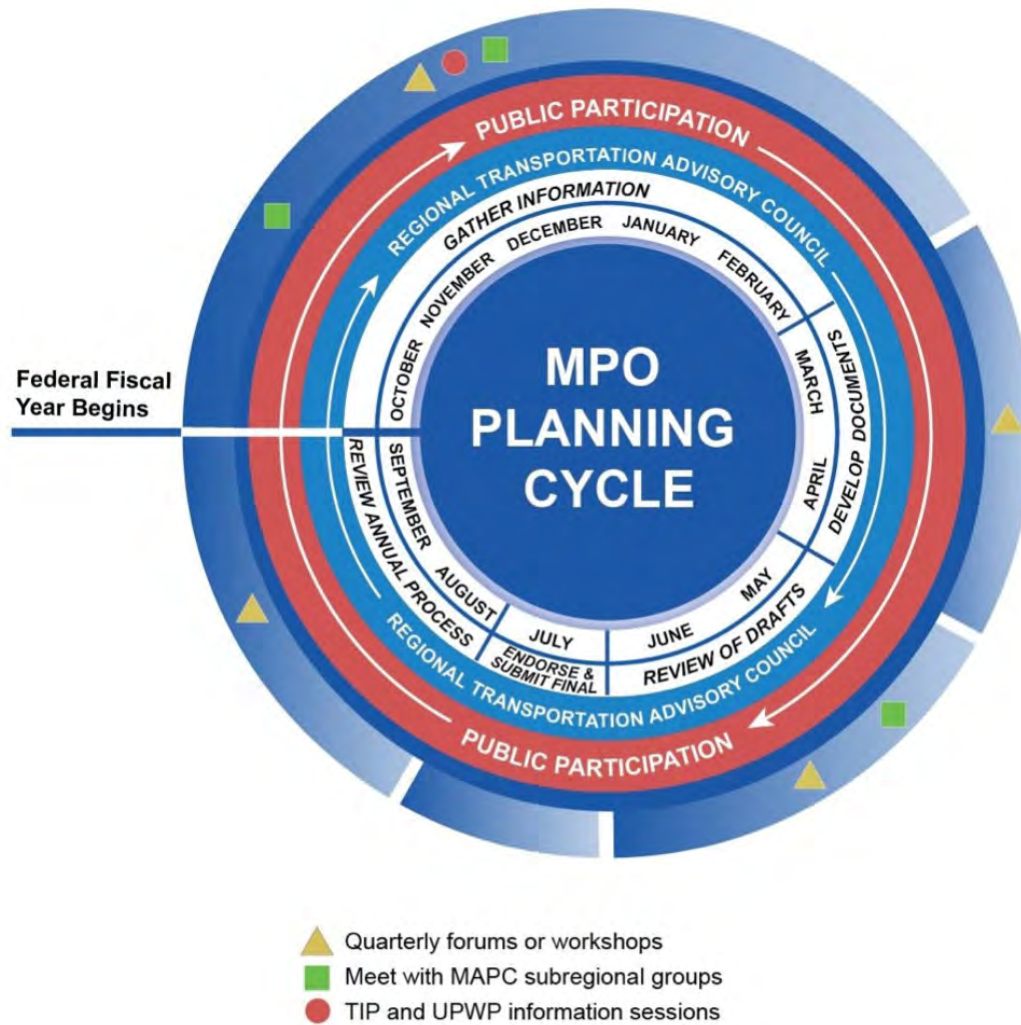 PUBLIC PARTICIPATION
REGIONAL TRANSPORTATION ADVISORY COUNCIL
GATHER INFORMATION
OCTOBER
NOVEMBER
DECEMBER
JANUARY
FEBRUARY
DEVELOP DOCUMENTS
MARCH
APRIL
REVIEW OF DRAFTS
MAY
JUNE
ENDORSE &
SUBMIT FINAL
JULY
REVIEW ANNUAL PROCESS
AUGUST
SEPTEMBER
REGIONAL TRANSPORTATION ADVISORY COUNCIL
PUBLIC PARTICIPATION
MPO
PLANNING
CYCLE
Federal Fiscal
Year Begins
Quarterly forums or workshops
Meet with MAPC subregional groups
TIP and UPWP information sessions